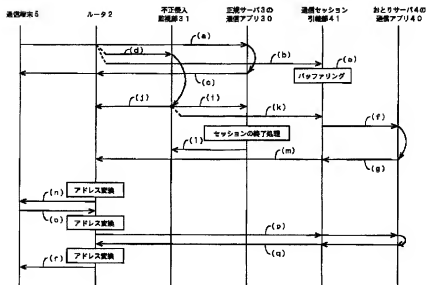 通信端末5
ルータ2
不正侵入
監視部31
正規サーバ3の
通信アプリ30
通信セッション
引継部41
おとりサーバ4の
通信アプリ40
(a)
(d)
(b)
(e)
バッファリング
(c)
(j)
(i)
(k)
(f)
セッションの終了処理
(l)
(m)
(g)
(n)
アドレス変換
(o)
アドレス変換
(p)
(q)
アドレス変換
(r)